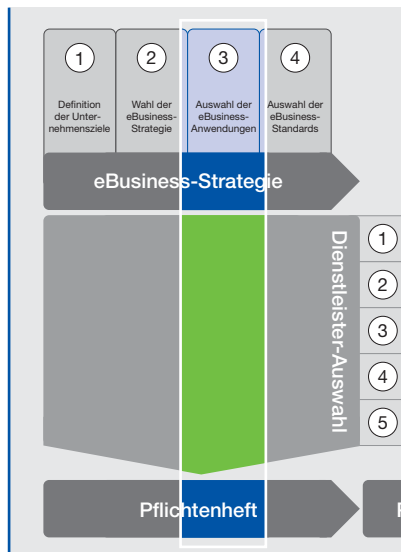 1
2
3
4
Definition
der Unter-
nehmensziele
Wahl der
eBusiness-
Strategie
Auswahl der
eBusiness-
Anwendungen
Auswahl der
eBusiness-
Standards
eBusiness-Strategie
Dienstleister-Auswahl
1
2
3
4
5
Pflichtenheft